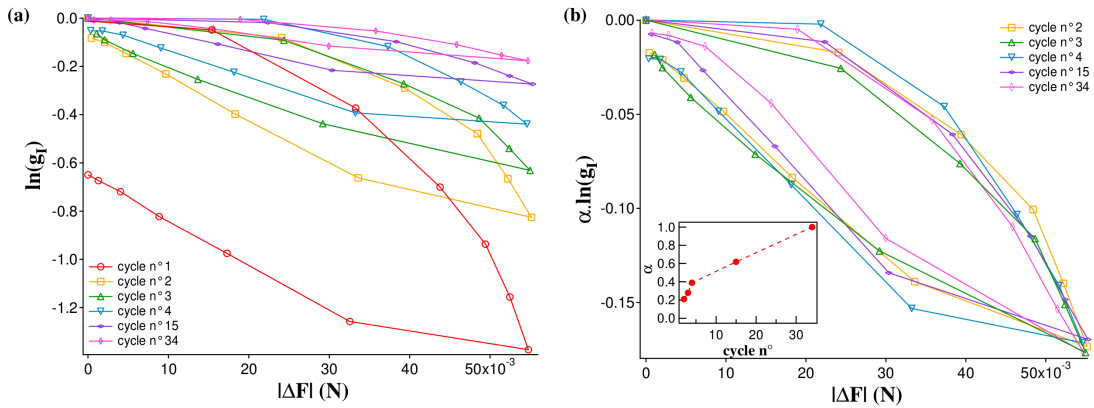 (a)
0.0
-0.2
-0.4
-0.6
-0.8
-1.0
-1.2
ln(g_I)
cycle n° 1
cycle n° 2
cycle n° 3
cycle n° 4
cycle n° 15
cycle n° 34
0 10 20 30 40 50x10⁻³
|ΔF| (N)
(b)
0.00
-0.05
-0.10
-0.15
α.ln(g_I)
cycle n° 2
cycle n° 3
cycle n° 4
cycle n° 15
cycle n° 34
1.0
0.8
0.6
0.4
0.2
0.0
α
10 20 30
cycle n°
0 10 20 30 40 50x10⁻³
|ΔF| (N)